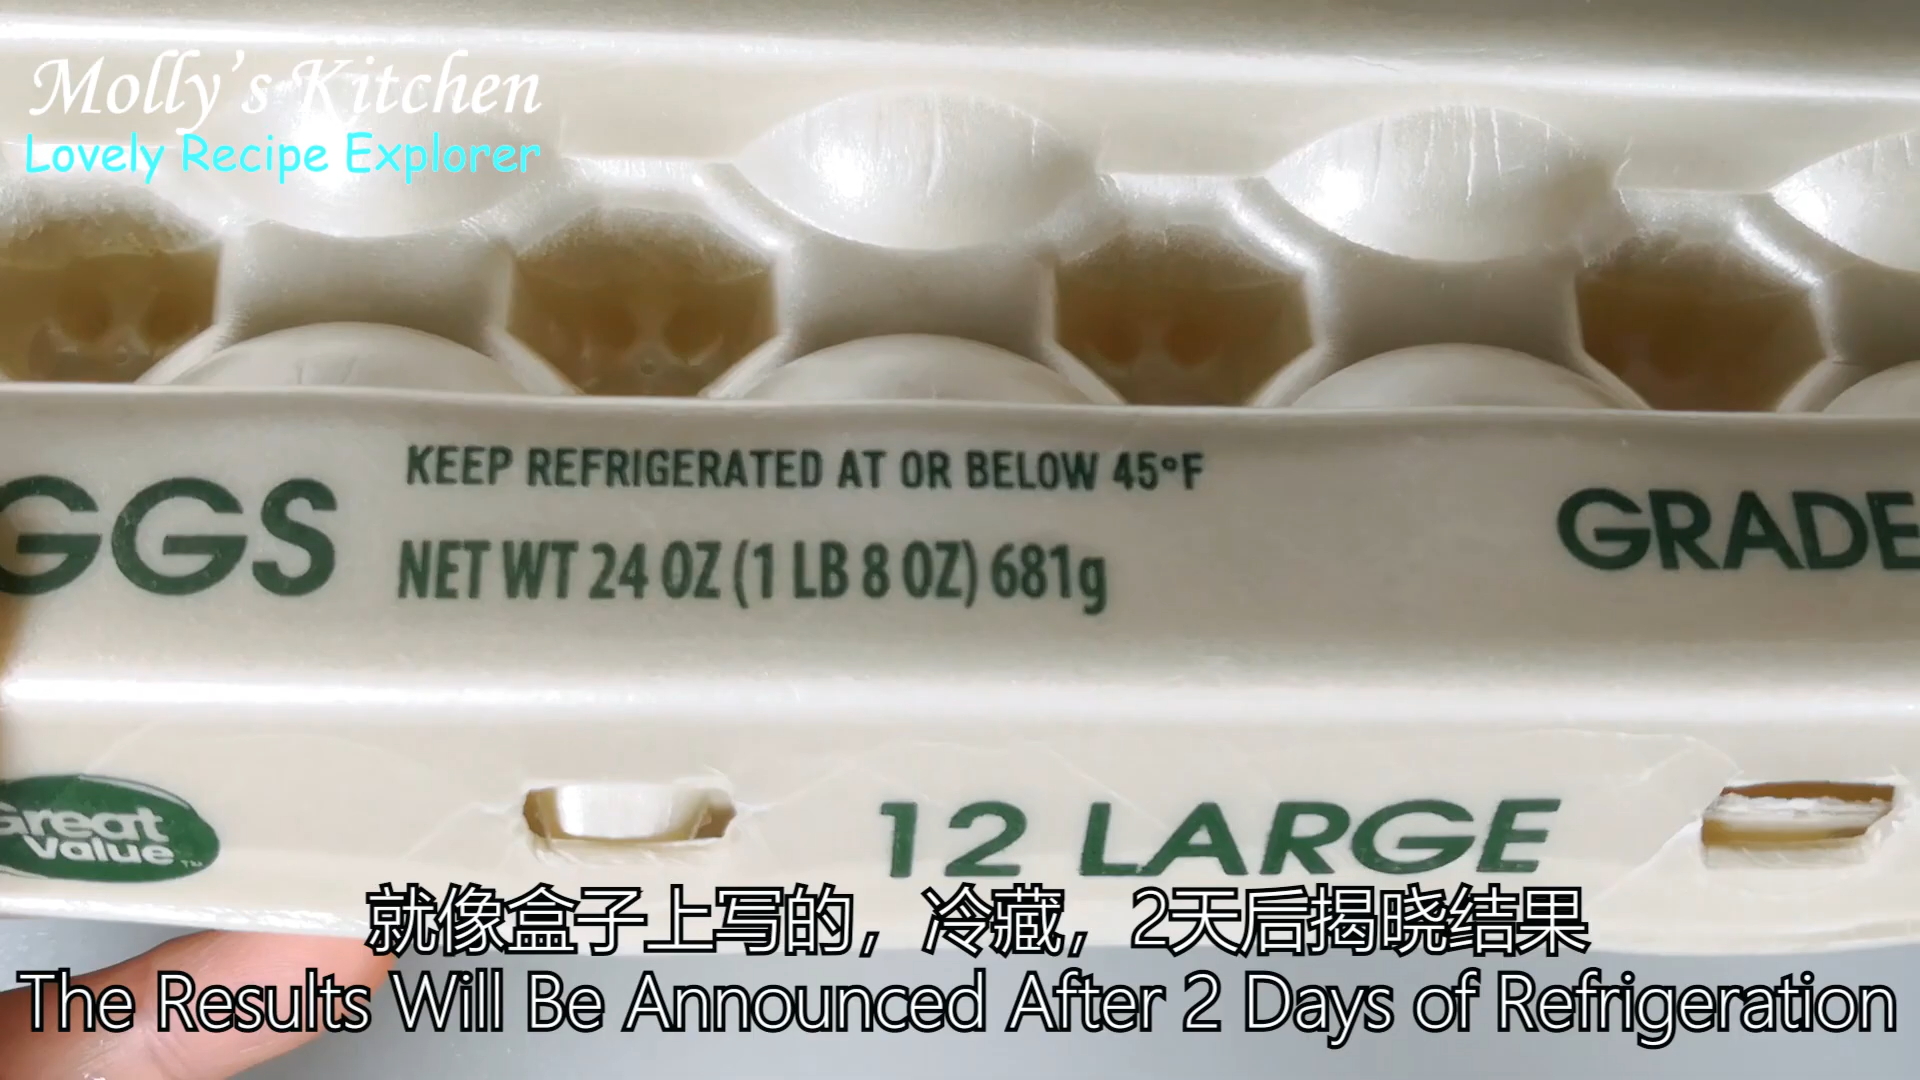 Molly's Kitchen
Lovely Recipe Explorer
KEEP REFRIGERATED AT OR BELOW 45°F
GGS
NET WT 24 OZ (1 LB 8 OZ) 681g
GRADE
Great
Value™
12 LARGE
就像盒子上写的，冷藏，2天后揭晓结果
The Results Will Be Announced After 2 Days of Refrigeration